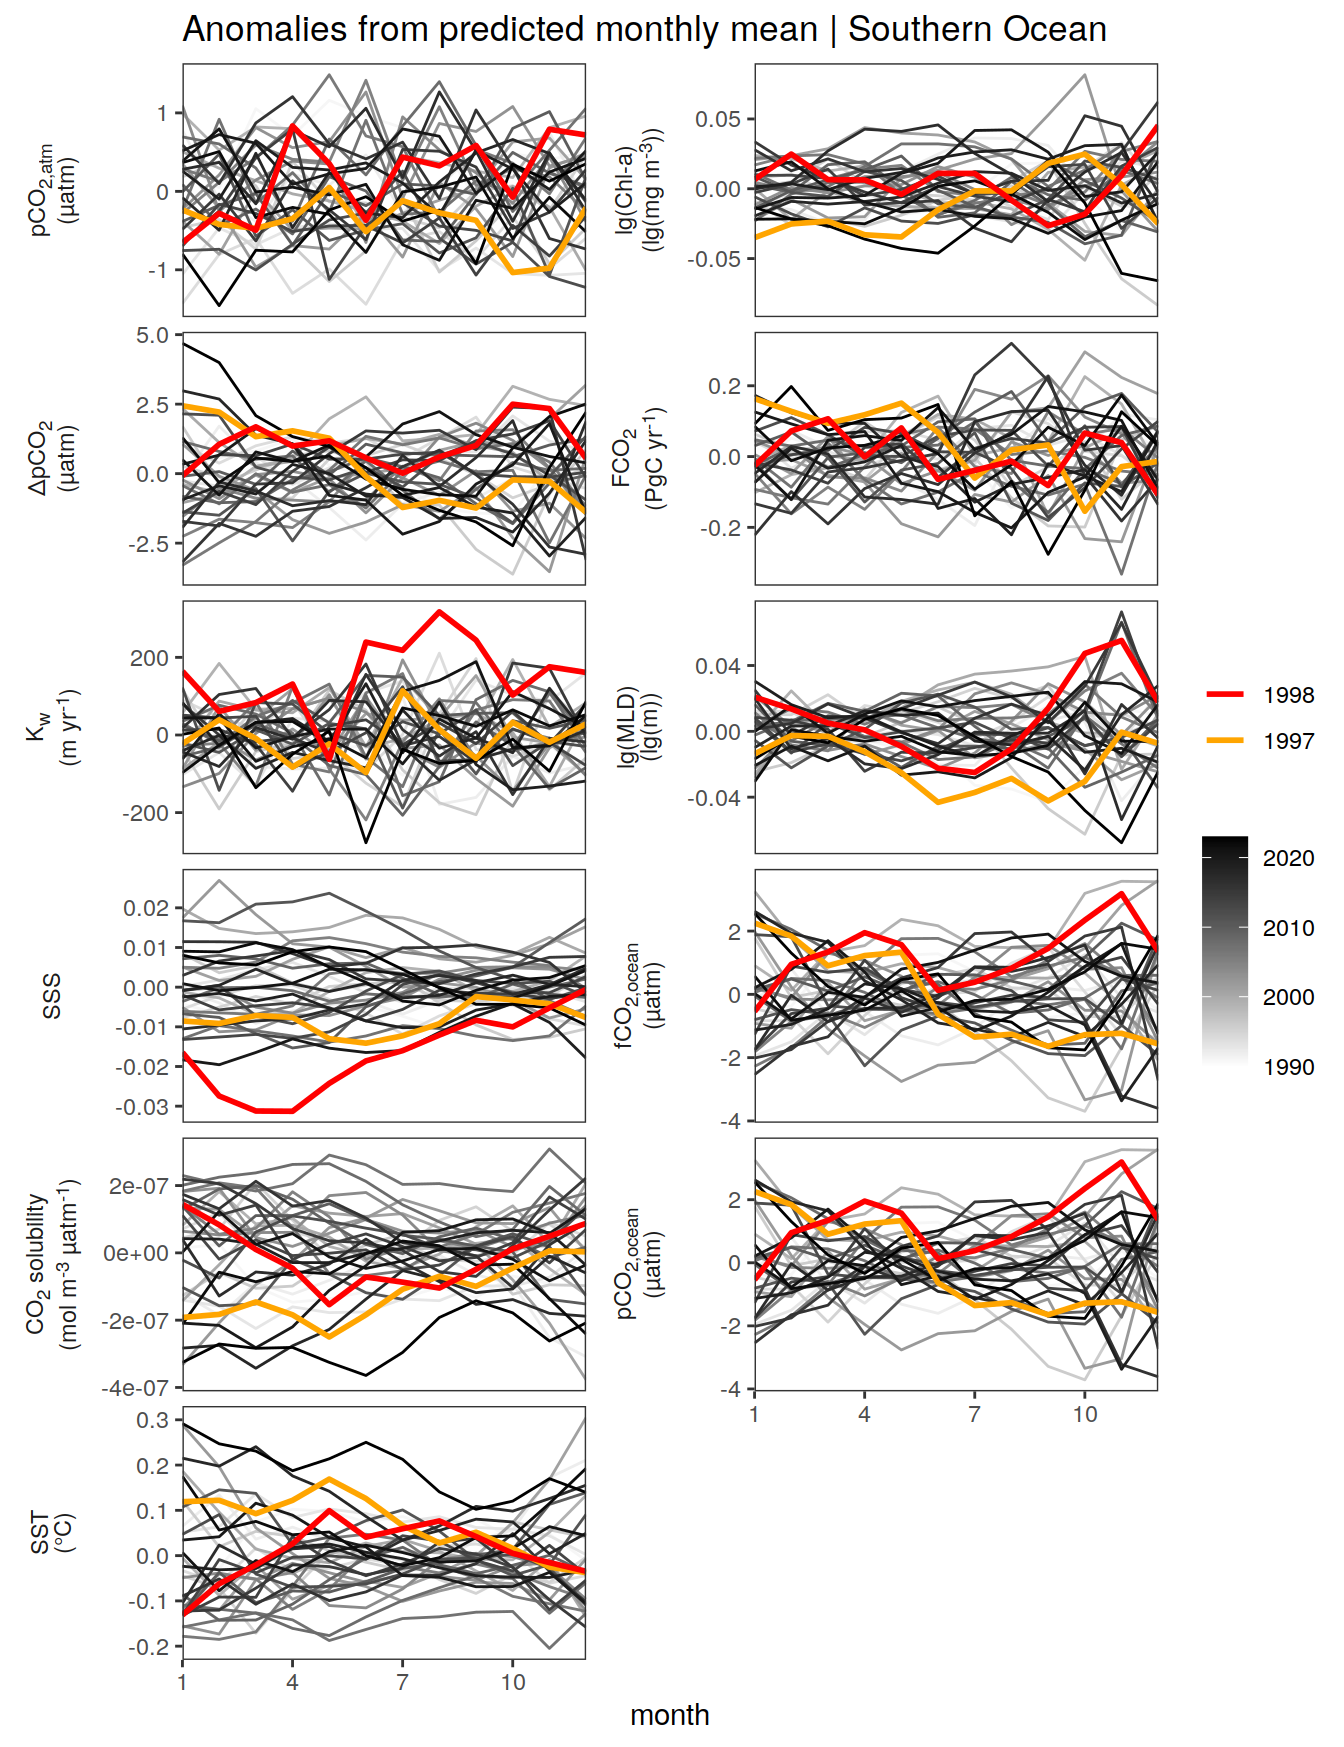 Anomalies from predicted monthly mean | Southern Ocean
pCO2,atm
(µatm)
1
0
-1
lg(Chl-a)
(lg(mg m-3))
0.05
0.00
-0.05
ΔpCO2
(µatm)
5.0
2.5
0.0
-2.5
FCO2
(PgC yr-1)
0.2
0.0
-0.2
Kw
(m yr-1)
200
0
-200
lg(MLD)
(lg(m))
0.04
0.00
-0.04
SSS
0.02
0.01
0.00
-0.01
-0.02
-0.03
fCO2,ocean
(µatm)
2
0
-2
-4
CO2 solubility
(mol m-3 µatm-1)
2e-07
0e+00
-2e-07
-4e-07
pCO2,ocean
(µatm)
2
0
-2
-4
1 4 7 10
SST
(°C)
0.3
0.2
0.1
0.0
-0.1
-0.2
1 4 7 10
month
1998
1997
2020
2010
2000
1990